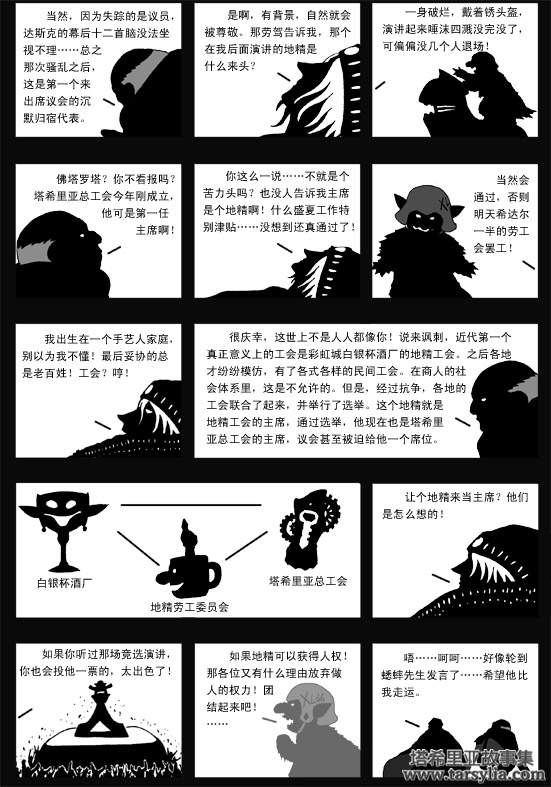 当然，因为失踪的是议员，
达斯克的幕后十二首脑没法坐
视不理……总之
那次骚乱之后，
这是第一个来
出席议会的沉
默归宿代表。
是啊，有背景，自然就会
被尊敬。那劳驾告诉我，那个
在我后面演讲的地精是
什么来头？
一身破烂，戴着锈头盔，
演讲起来唾沫四溅没完没了，
可偏偏没几个人退场！
佛塔罗塔？你不看报吗？
塔希里亚总工会今年刚成立，
他可是第一任
主席啊！
你这么一说……不就是个
苦力头吗？也没人告诉我主席
是个地精啊！什么盛夏工作特
别津贴……没想到还真通过了！
当然会
通过，否则
明天希达尔
一半的劳工
会罢工！
我出生在一个手艺人家庭，
别以为我不懂！最后妥协的总
是老百姓！工会？哼！
很庆幸，这世上不是人人都像你！说来讽刺，近代第一个
真正意义上的工会是彩虹城白银杯酒厂的地精工会。之后各地
才纷纷模仿，有了各式各样的民间工会。在商人的社
会体系里，这是不允许的。但是，经过抗争，各地的
工会联合了起来，并举行了选举。这个地精就是
地精工会的主席，通过选举，他现在也是塔希里
亚总工会的主席，议会甚至被迫给他一个席位。
白银杯酒厂
地精劳工委员会
塔希里亚总工会
让个地精来当主席？他们
是怎么想的！
如果你听过那场竞选演讲，
你也会投他一票的，太出色了！
如果地精可以获得人权！
那各位又有什么理由放弃做
人的权力！团
结起来吧！
……
唔……呵呵……好像轮到
蟋蟀先生发言了……希望他比
我走运。
塔希里亚故事集
www.tarsylia.com